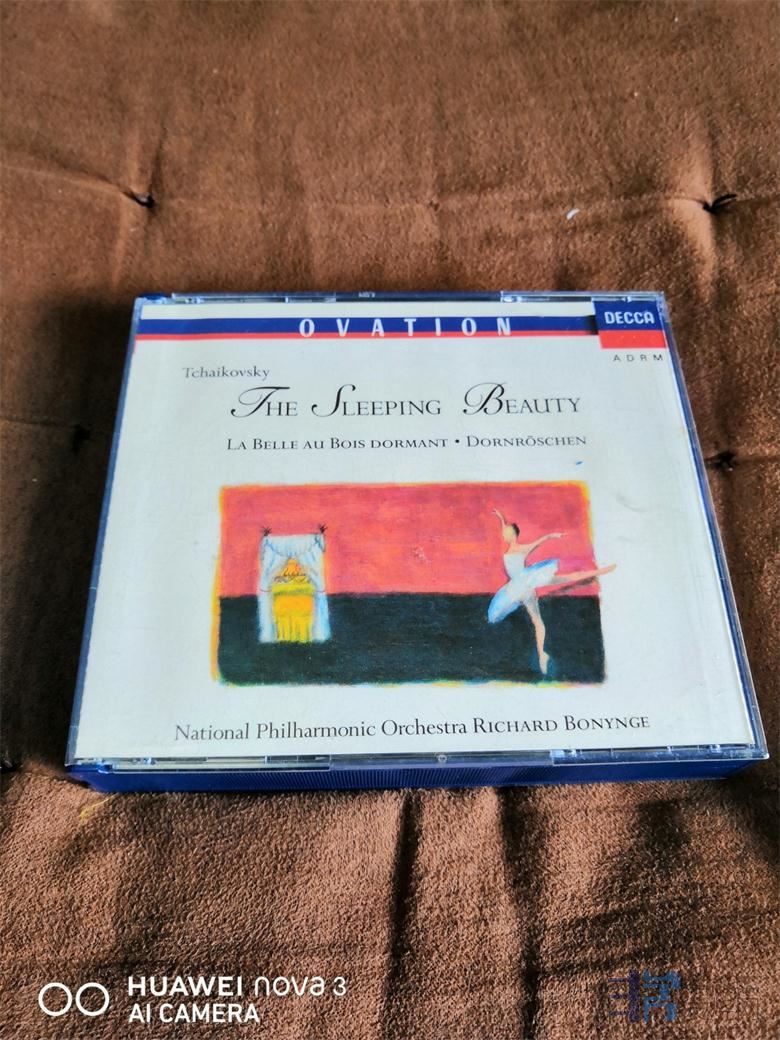 OVATION
DECCA
ADRM
Tchaikovsky
THE SLEEPING BEAUTY
LA BELLE AU BOIS DORMANT • DORNRÖSCHEN
National Philharmonic Orchestra RICHARD BONYNGE
HUAWEI nova 3
AI CAMERA